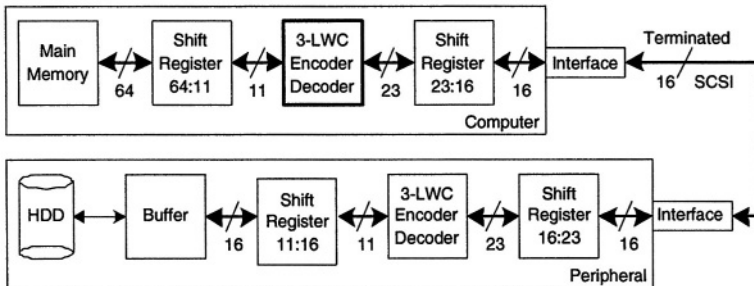 Main
Memory
64
Shift
Register
64:11
11
3-LWC
Encoder
Decoder
23
Shift
Register
23:16
16
Interface
Terminated
16
SCSI
Computer
HDD
Buffer
16
Shift
Register
11:16
11
3-LWC
Encoder
Decoder
23
Shift
Register
16:23
16
Interface
Peripheral